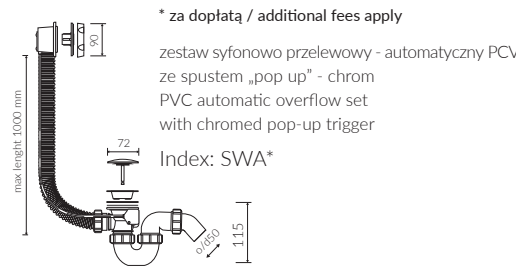 * za dopłatą / additional fees apply
90
zestaw syfonowo przelewowy - automatyczny PCV
ze spustem „pop up” - chrom
PVC automatic overflow set
with chromed pop-up trigger
max lenght 1000 mm
72
Index: SWA*
o/d50
115